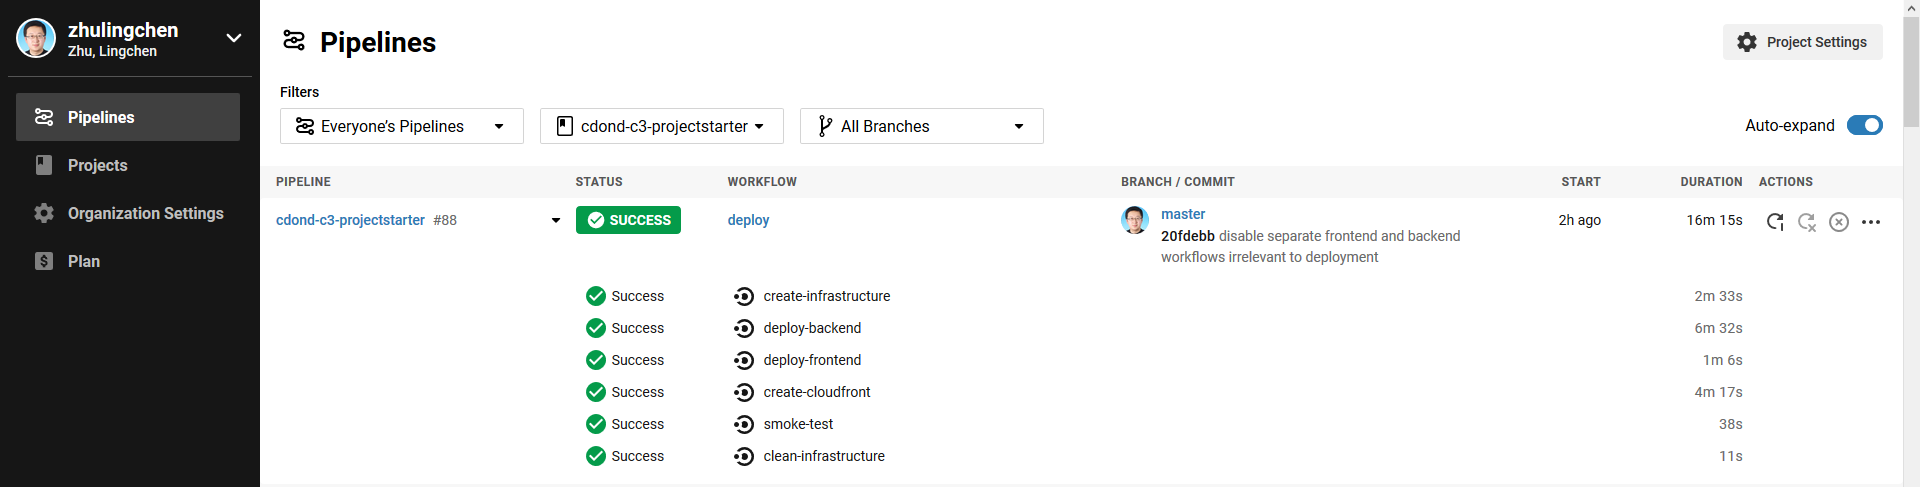 zhulingchen
Zhu, Lingchen
Pipelines
Projects
Organization Settings
Plan
Pipelines
Project Settings
Filters
Everyone’s Pipelines
cdond-c3-projectstarter
All Branches
Auto-expand
PIPELINE STATUS WORKFLOW BRANCH / COMMIT START DURATION ACTIONS
cdond-c3-projectstarter #88 SUCCESS deploy master 2h ago 16m 15s
20fdebb disable separate frontend and backend
workflows irrelevant to deployment
Success create-infrastructure 2m 33s
Success deploy-backend 6m 32s
Success deploy-frontend 1m 6s
Success create-cloudfront 4m 17s
Success smoke-test 38s
Success clean-infrastructure 11s